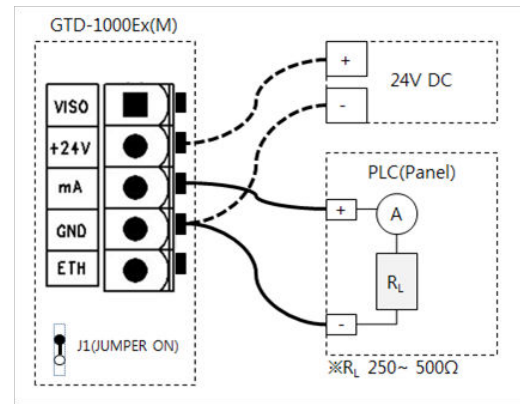 GTD-1000Ex(M)
VISO
+24V
mA
GND
ETH
J1(JUMPER ON)
+
-
24V DC
PLC(Panel)
+
A
RL
-
※RL 250~ 500Ω